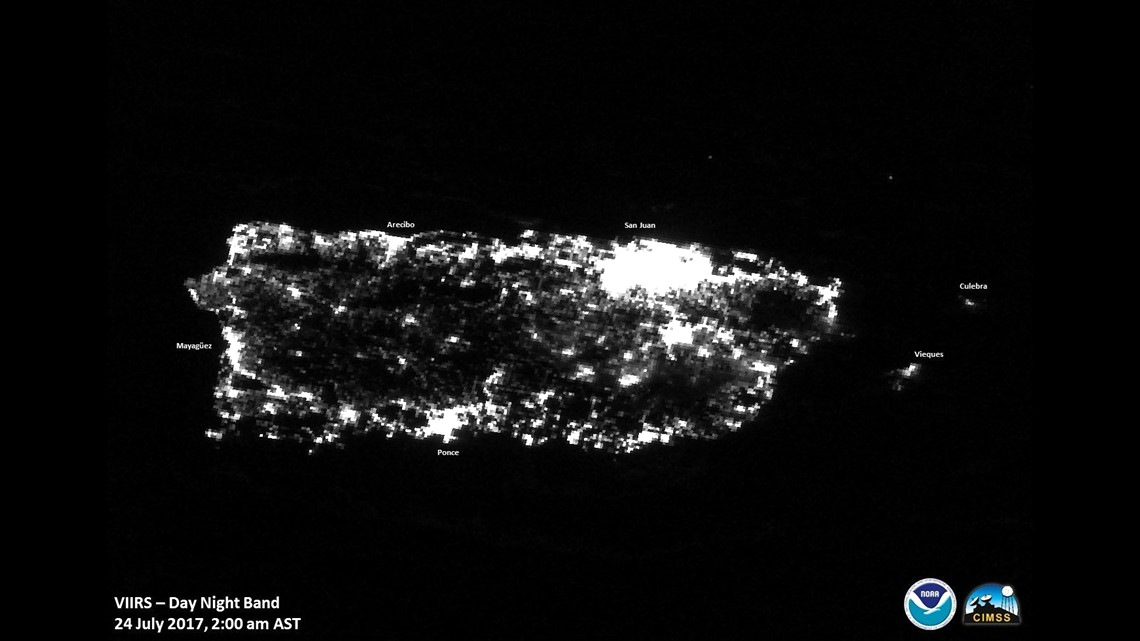 Arecibo
San Juan
Culebra
Mayagüez
Vieques
Ponce
VIIRS – Day Night Band
24 July 2017, 2:00 am AST
NOAA
CIMSS